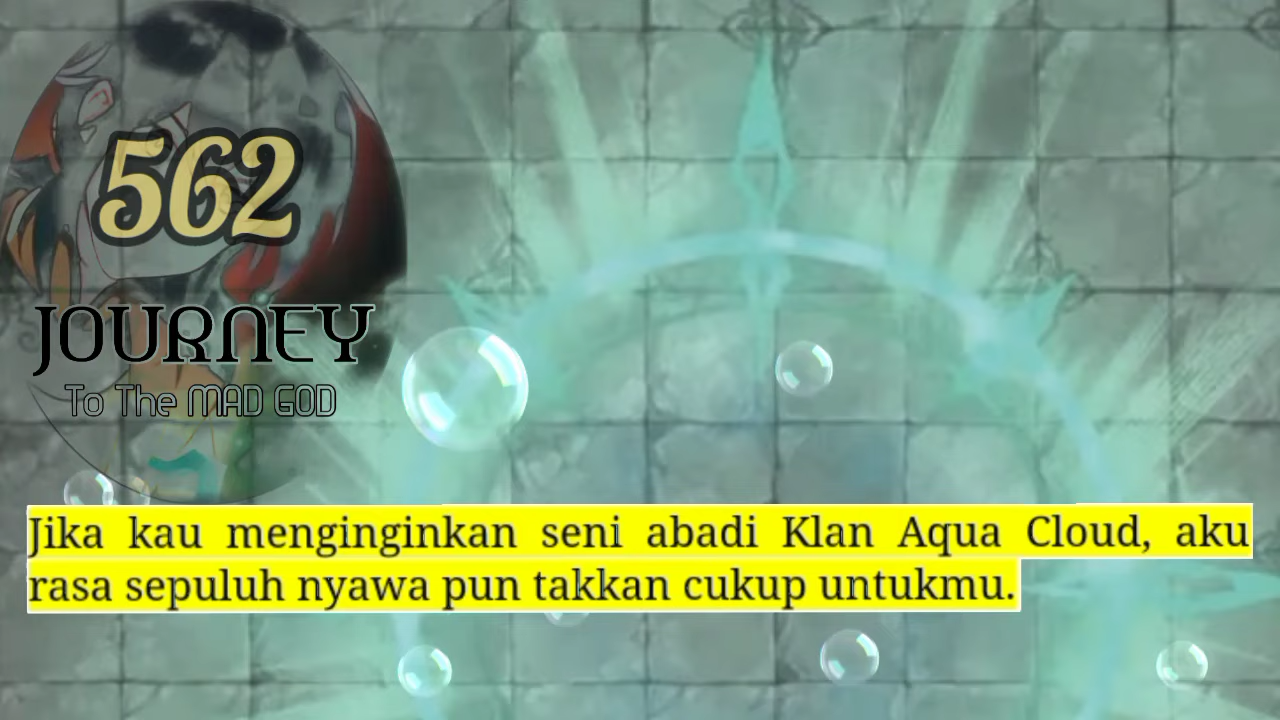 562
JOURNEY
To The MAD GOD
Jika kau menginginkan seni abadi Klan Aqua Cloud, aku
rasa sepuluh nyawa pun takkan cukup untukmu.